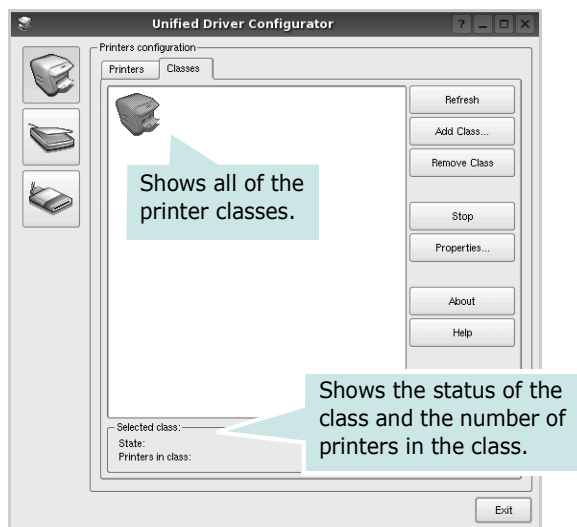 Unified Driver Configurator
Printers configuration
Printers
Classes
Refresh
Add Class...
Remove Class
Shows all of the
printer classes.
Stop
Properties...
About
Help
Shows the status of the
class and the number of
printers in the class.
Selected class:
State:
Printers in class:
Exit